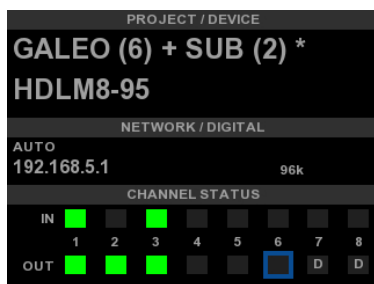 PROJECT / DEVICE
GALEO (6) + SUB (2) *
HDLM8-95
NETWORK / DIGITAL
AUTO
192.168.5.1 96k
CHANNEL STATUS
IN
1 2 3 4 5 6 7 8
OUT D D